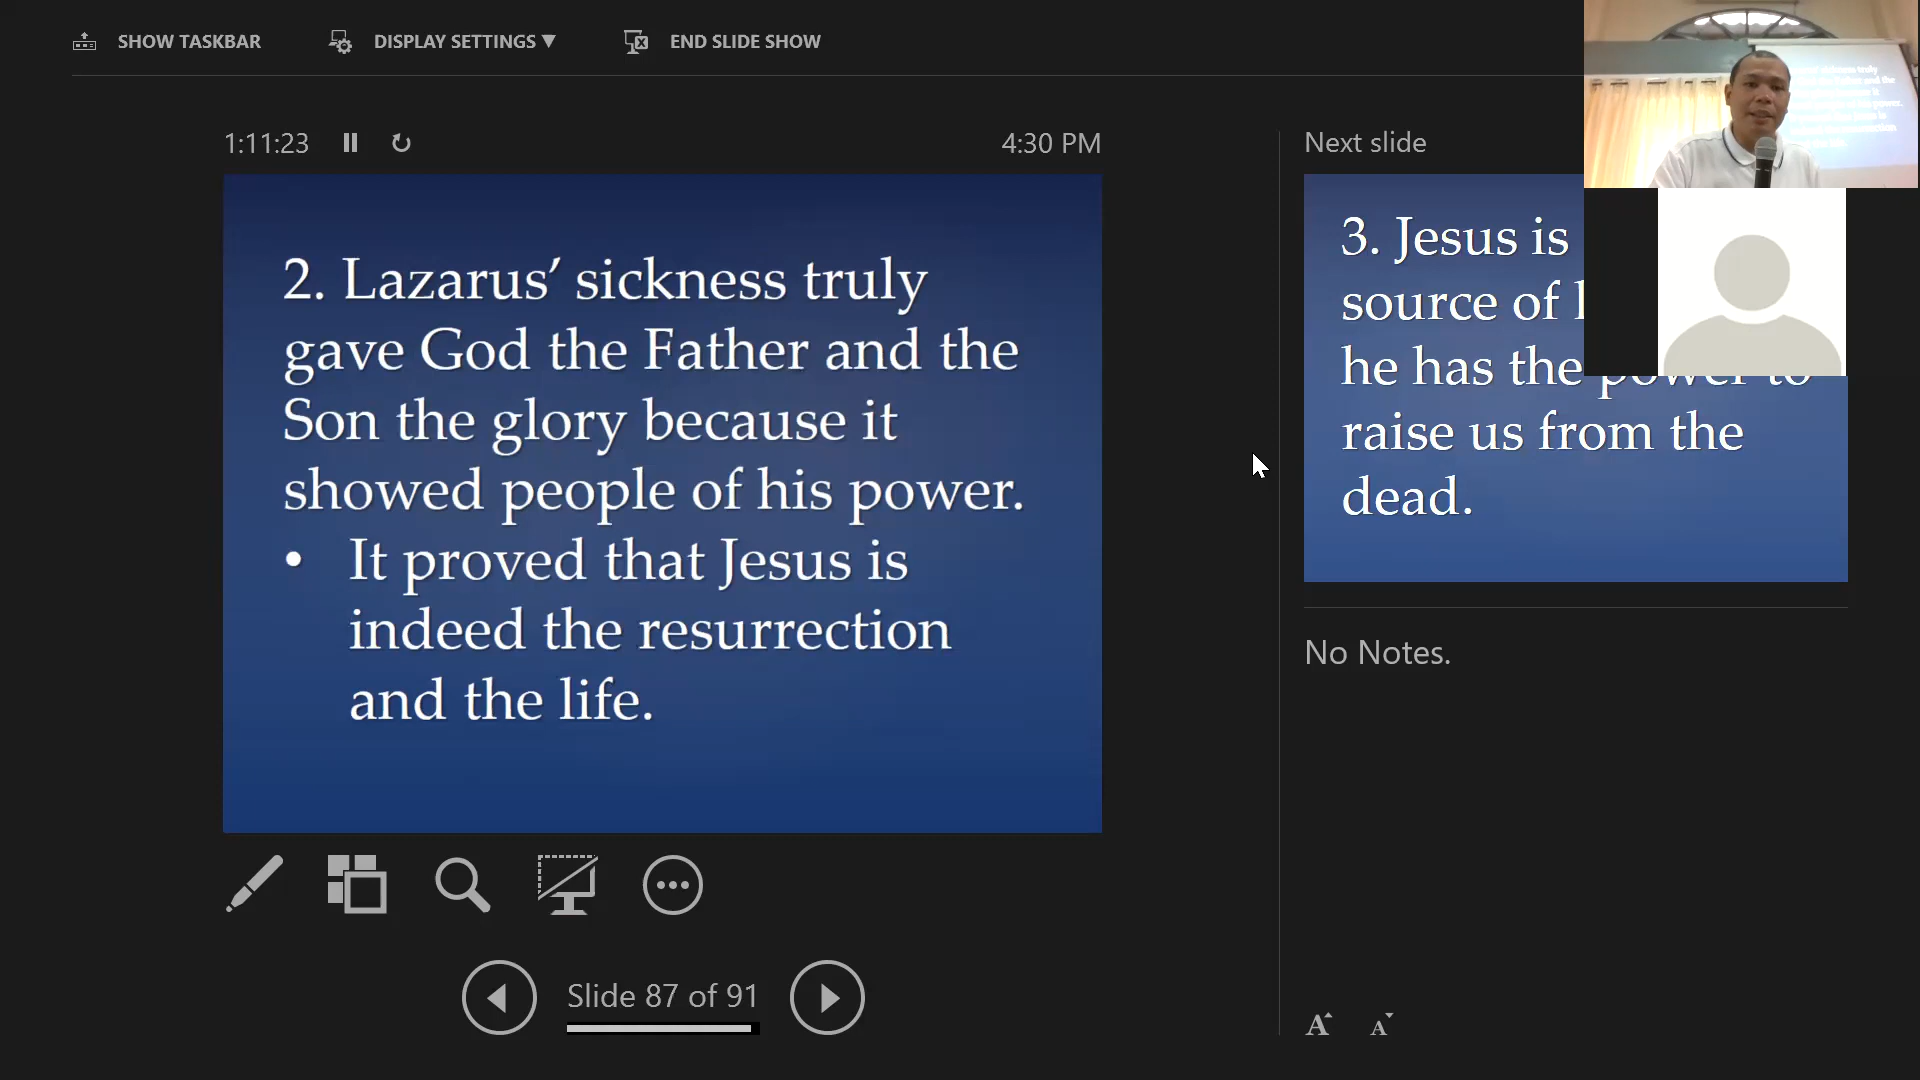 SHOW TASKBAR
DISPLAY SETTINGS ▼
END SLIDE SHOW
1:11:23
4:30 PM
2. Lazarus’ sickness truly
gave God the Father and the
Son the glory because it
showed people of his power.
• It proved that Jesus is
indeed the resurrection
and the life.
Slide 87 of 91
Next slide
3. Jesus is
source of
he has the power to
raise us from the
dead.
No Notes.
A
A